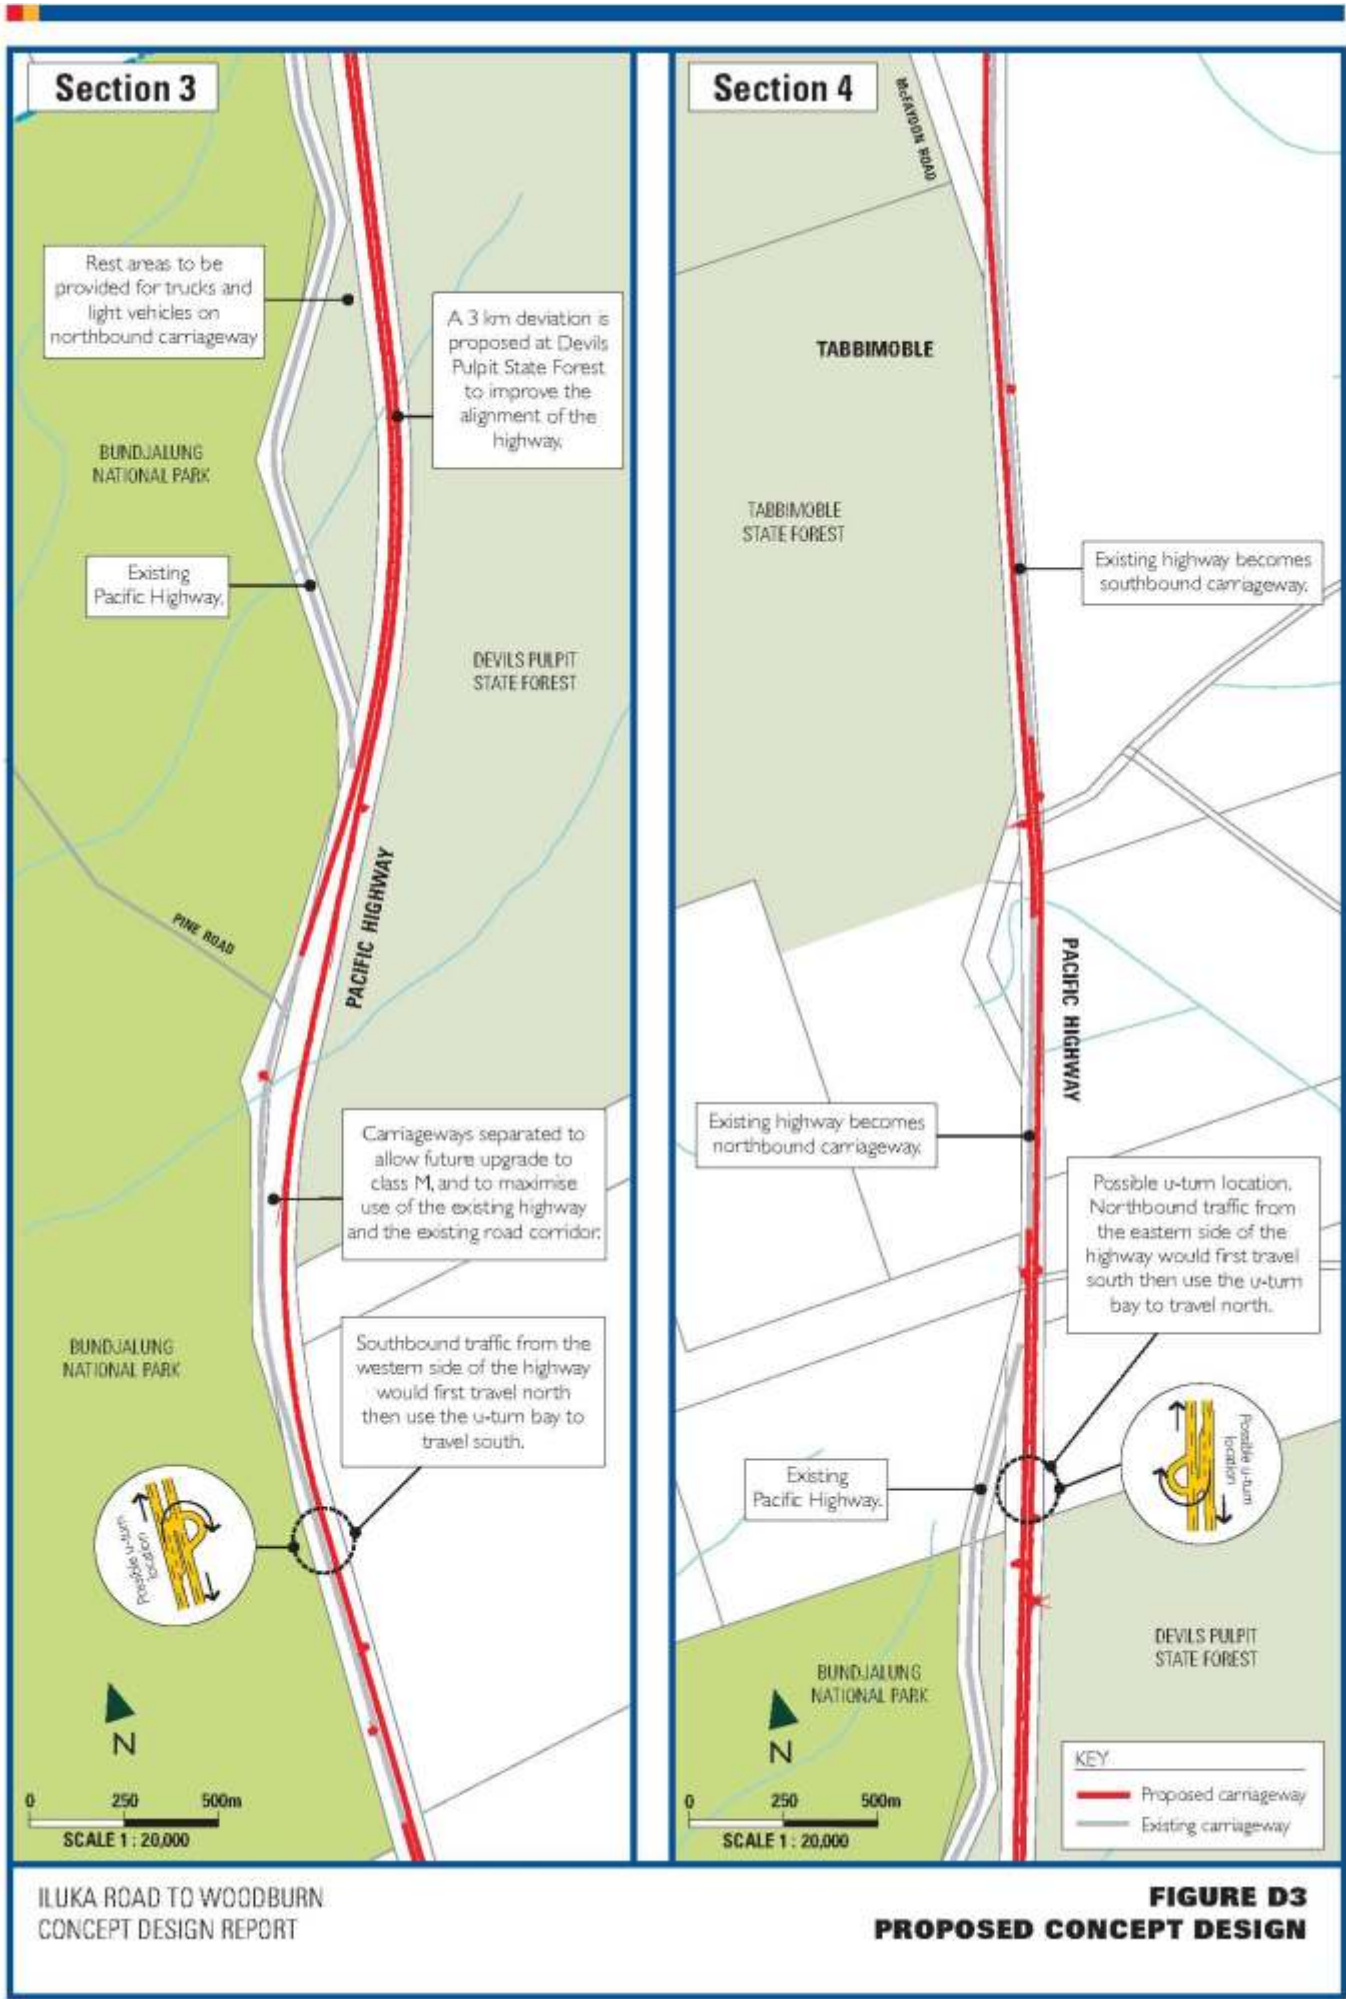 Section 3
Rest areas to be
provided for trucks and
light vehicles on
northbound carriageway
A 3 km deviation is
proposed at Devils
Pulpit State Forest
to improve the
alignment of the
highway.
BUNDJALUNG
NATIONAL PARK
Existing
Pacific Highway.
DEVILS PULPIT
STATE FOREST
PINE ROAD
PACIFIC HIGHWAY
Carriageways separated to
allow future upgrade to
class M, and to maximise
use of the existing highway
and the existing road corridor.
BUNDJALUNG
NATIONAL PARK
Southbound traffic from the
western side of the highway
would first travel north
then use the u-turn bay to
travel south.
Possible u-turn
location
N
0 250 500m
SCALE 1 : 20,000
Section 4
McFAYDON ROAD
TABBIMOBLE
TABBIMOBLE
STATE FOREST
Existing highway becomes
southbound carriageway.
PACIFIC HIGHWAY
Existing highway becomes
northbound carriageway.
Possible u-turn location.
Northbound traffic from
the eastern side of the
highway would first travel
south then use the u-turn
bay to travel north.
Possible u-turn
location
Existing
Pacific Highway.
BUNDJALUNG
NATIONAL PARK
DEVILS PULPIT
STATE FOREST
N
0 250 500m
SCALE 1 : 20,000
KEY
Proposed carriageway
Existing carriageway
ILUKA ROAD TO WOODBURN
CONCEPT DESIGN REPORT
FIGURE D3
PROPOSED CONCEPT DESIGN